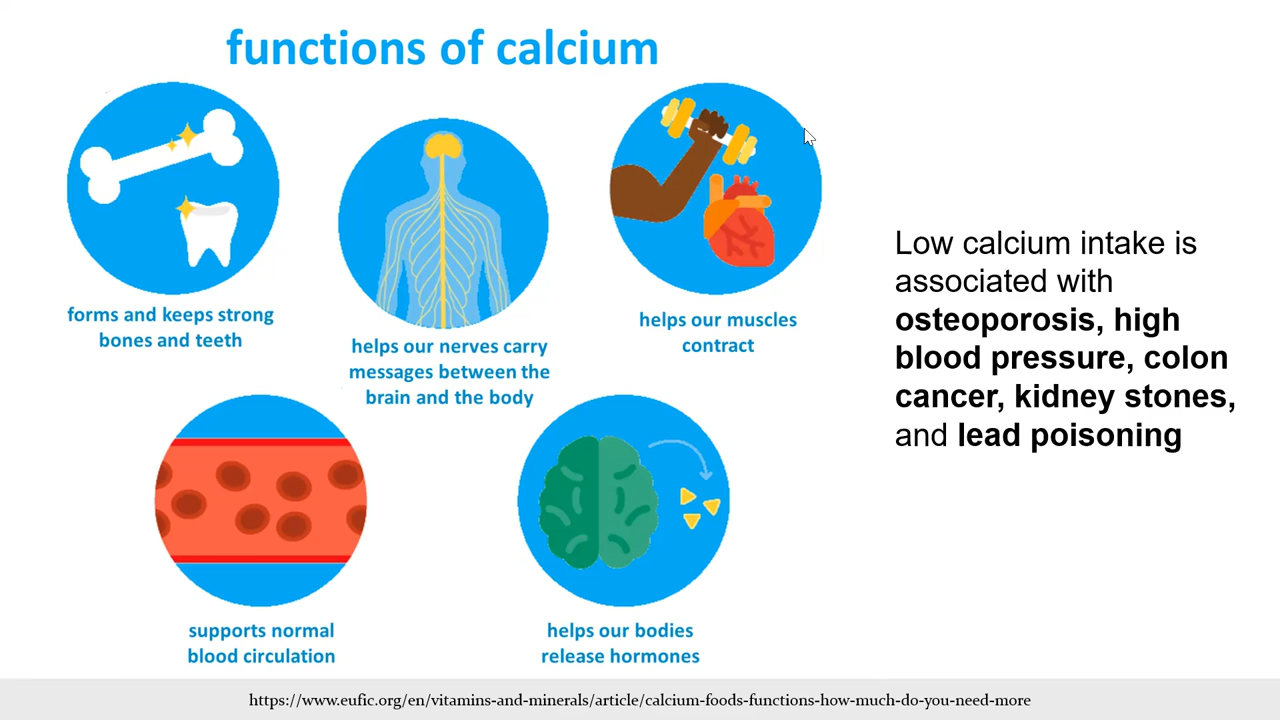 functions of calcium
forms and keeps strong
bones and teeth
helps our nerves carry
messages between the
brain and the body
helps our muscles
contract
supports normal
blood circulation
helps our bodies
release hormones
Low calcium intake is
associated with
osteoporosis, high
blood pressure, colon
cancer, kidney stones,
and lead poisoning
https://www.eufic.org/en/vitamins-and-minerals/article/calcium-foods-functions-how-much-do-you-need-more